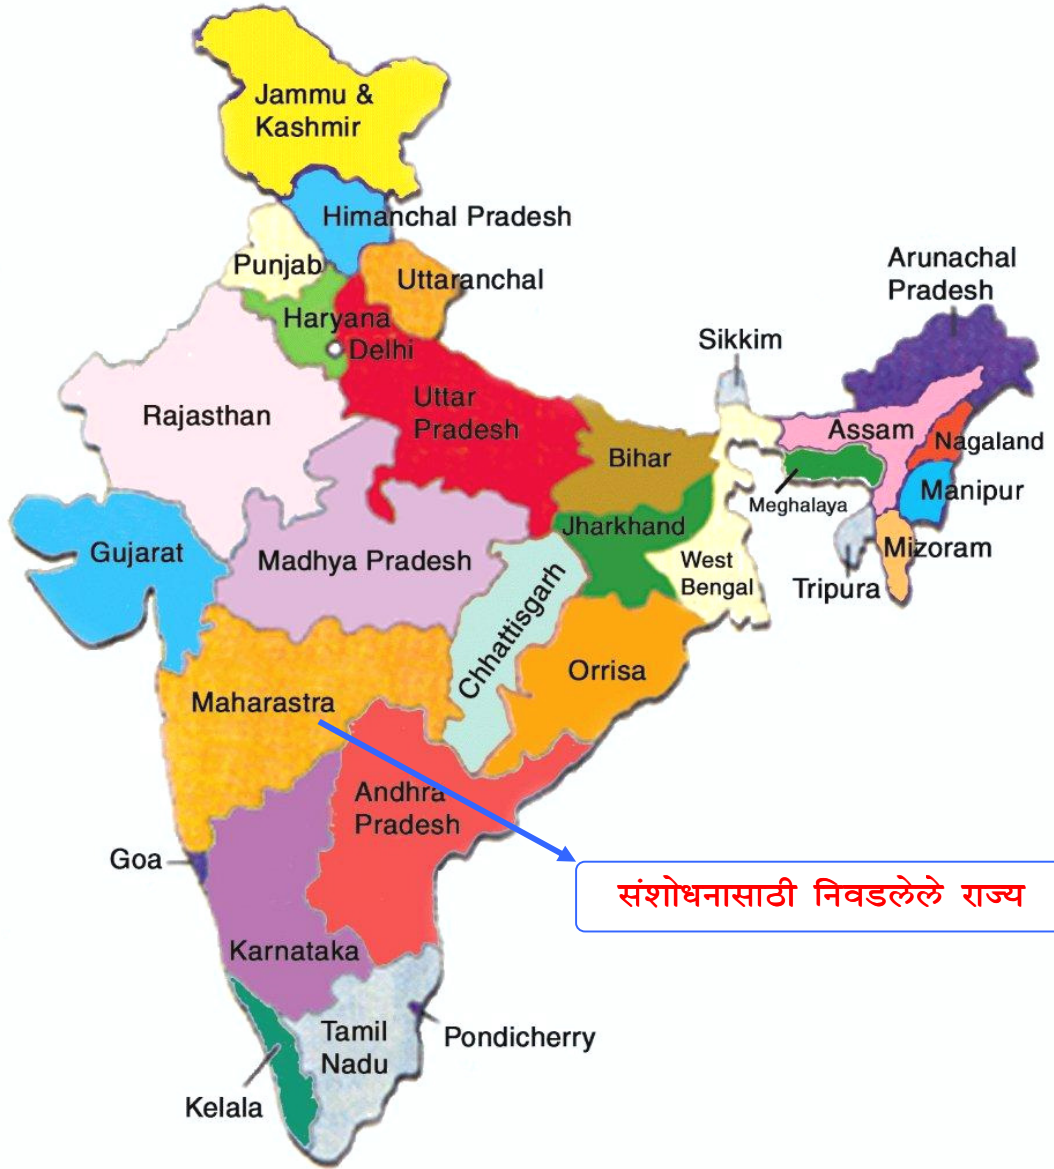 Jammu &
Kashmir
Himanchal Pradesh
Punjab
Uttaranchal
Arunachal
Pradesh
Haryana
Delhi
Sikkim
Rajasthan
Uttar
Pradesh
Assam
Nagaland
Bihar
Meghalaya
Manipur
Jharkhand
Gujarat
Madhya Pradesh
West
Bengal
Tripura
Mizoram
Chhattisgarh
Orrisa
Maharastra
Andhra
Pradesh
Goa
संशोधनासाठी निवडलेले राज्य
Karnataka
Tamil
Nadu
Pondicherry
Kelala